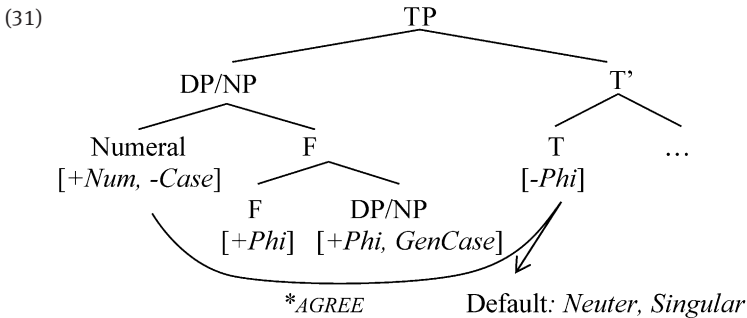 (31) TP
DP/NP T’
Numeral F T …
[+Num, -Case] [-Phi]
F DP/NP
[+Phi] [+Phi, GenCase]
*AGREE Default: Neuter, Singular